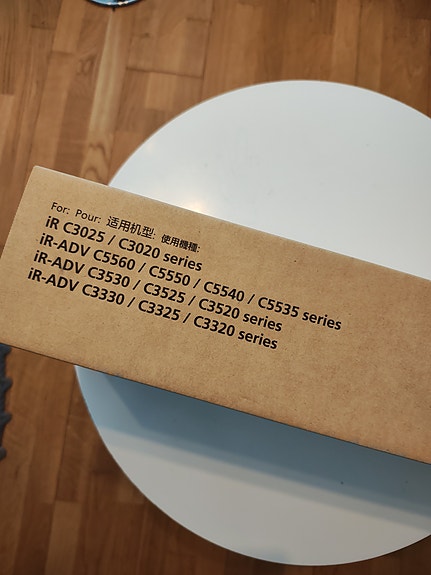 For: Pour: 适用机型: 使用機種:
iR C3025 / C3020 series
iR-ADV C5560 / C5550 / C5540 / C5535 series
iR-ADV C3530 / C3525 / C3520 series
iR-ADV C3330 / C3325 / C3320 series